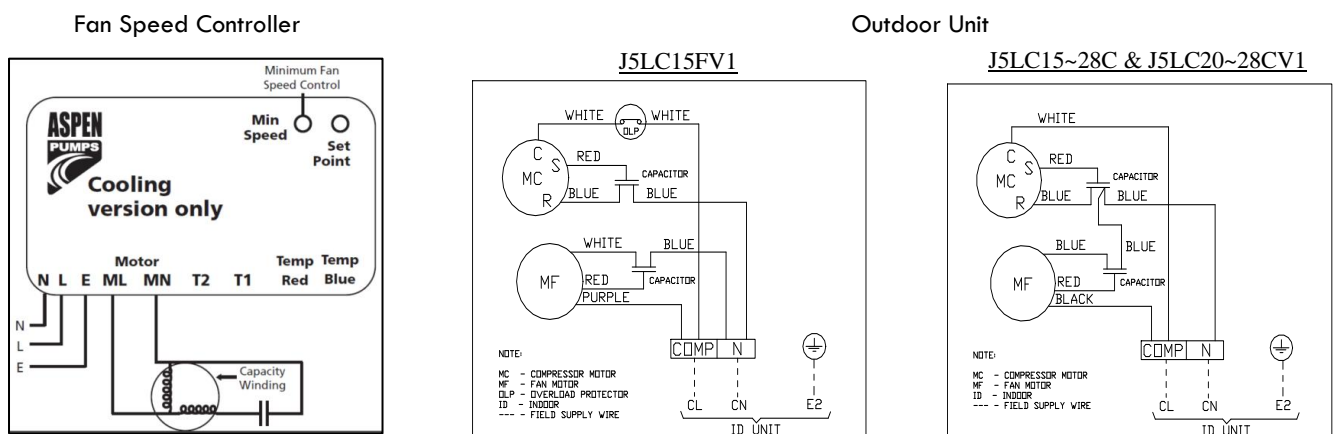 Fan Speed Controller
Minimum Fan
Speed Control
ASPEN
PUMPS
Min
Speed
Set
Point
Cooling
version only
Motor
Temp Temp
N L E ML MN T2 T1 Red Blue
N
L
E
Capacity
Winding
Outdoor Unit
J5LC15FV1
WHITE WHITE
OLP
C
S
RED
CAPACITOR
MC
R
BLUE BLUE
WHITE BLUE
MF
RED
CAPACITOR
PURPLE
COMP N
NOTE:
MC - COMPRESSOR MOTOR
MF - FAN MOTOR
OLP - OVERLOAD PROTECTOR
ID - INDOOR
--- - FIELD SUPPLY WIRE
CL CN E2
ID UNIT
J5LC15~28C & J5LC20~28CV1
WHITE
C
S
RED
CAPACITOR
MC
R
BLUE BLUE
BLUE BLUE
MF
RED
CAPACITOR
BLACK
COMP N
NOTE:
MC - COMPRESSOR MOTOR
MF - FAN MOTOR
ID - INDOOR
--- - FIELD SUPPLY WIRE
CL CN E2
ID UNIT